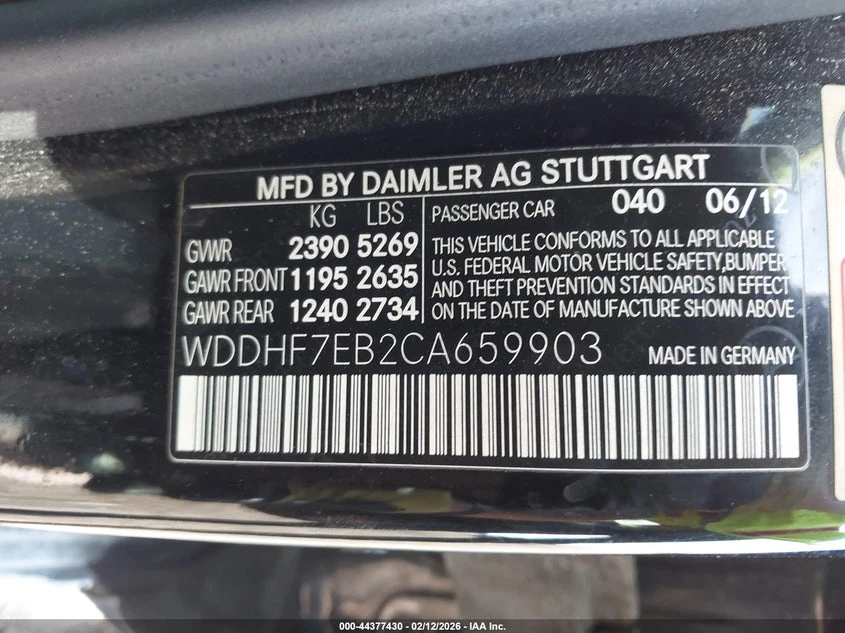 MFD BY DAIMLER AG STUTTGART
KG LBS
GVWR 2390 5269
GAWR FRONT 1195 2635
GAWR REAR 1240 2734
PASSENGER CAR 040 06/12
THIS VEHICLE CONFORMS TO ALL APPLICABLE
U.S. FEDERAL MOTOR VEHICLE SAFETY,BUMPER
AND THEFT PREVENTION STANDARDS IN EFFECT
ON THE DATE OF MANUFACTURE SHOWN ABOVE
WDDHF7EB2CA659903 MADE IN GERMANY
000-44377430 - 02/12/2026 - IAA Inc.